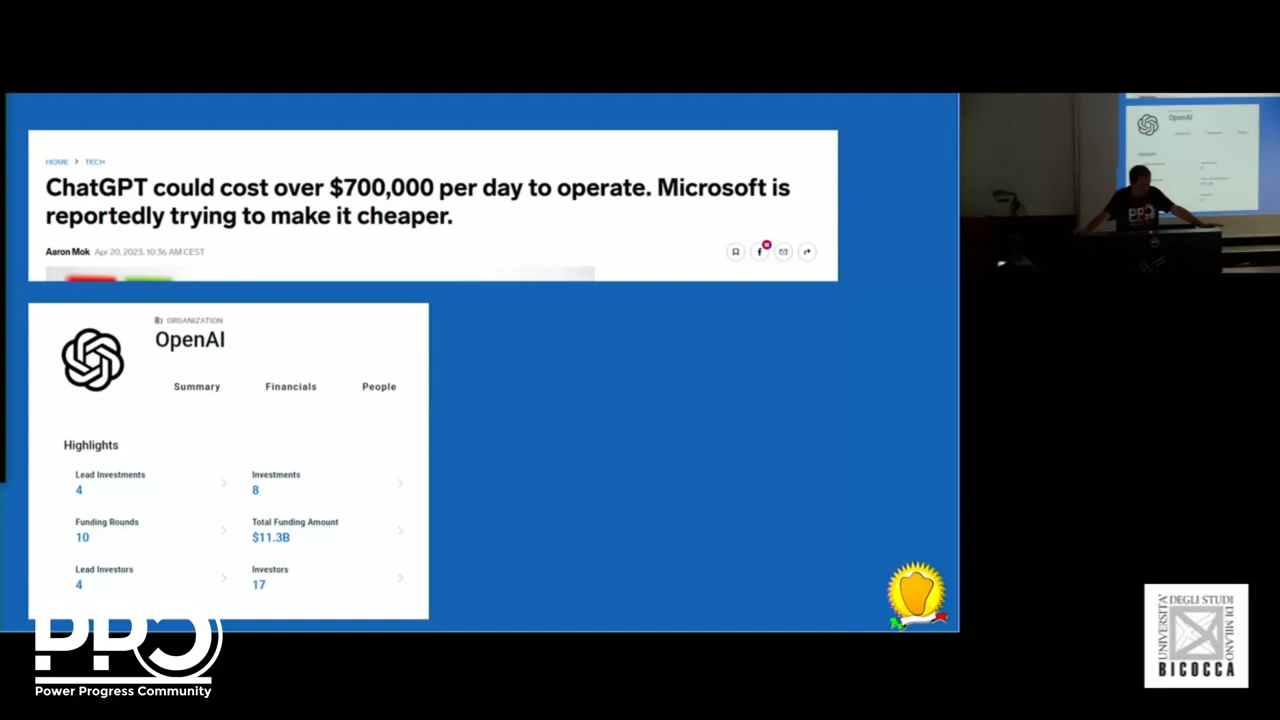 HOME > TECH
ChatGPT could cost over $700,000 per day to operate. Microsoft is
reportedly trying to make it cheaper.
Aaron Mok Apr 20, 2023, 10:36 AM CEST
ORGANIZATION
OpenAI
Summary Financials People
Highlights
Lead Investments Investments
4 8
Funding Rounds Total Funding Amount
10 $11.3B
Lead Investors Investors
4 17
OpenAI
PPC
PPC
Power Progress Community
UNIVERSITÀ
DEGLI STUDI
DI MILANO
BICOCCA